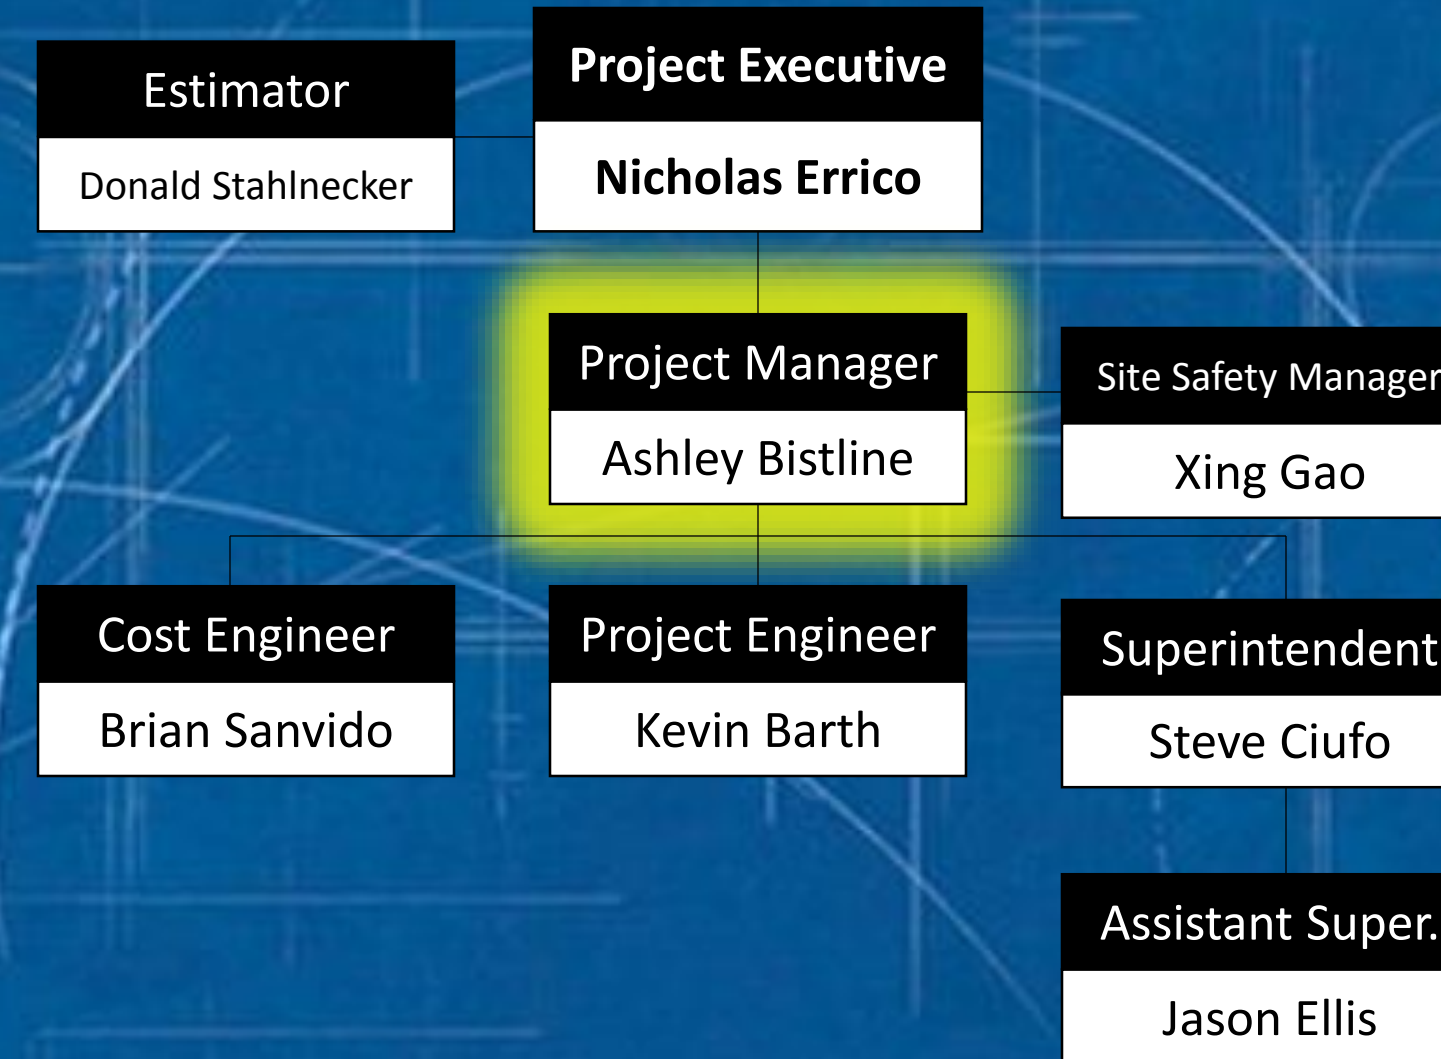 Estimator
Donald Stahlnecker
Project Executive
Nicholas Errico
Project Manager
Ashley Bistline
Site Safety Manager
Xing Gao
Cost Engineer
Brian Sanvido
Project Engineer
Kevin Barth
Superintendent
Steve Ciufo
Assistant Super.
Jason Ellis